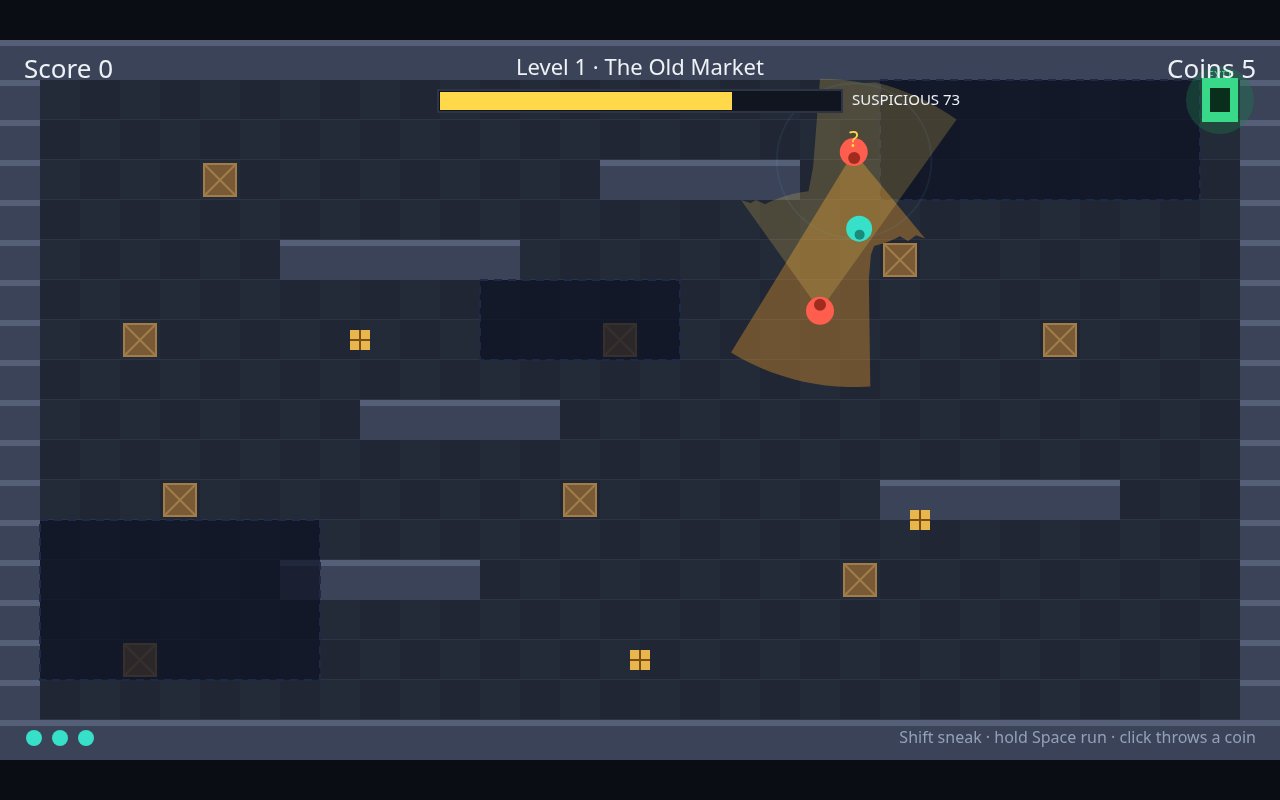 Score 0
Level 1 · The Old Market
Coins 5
SUSPICIOUS 73
?
Shift sneak · hold Space run · click throws a coin